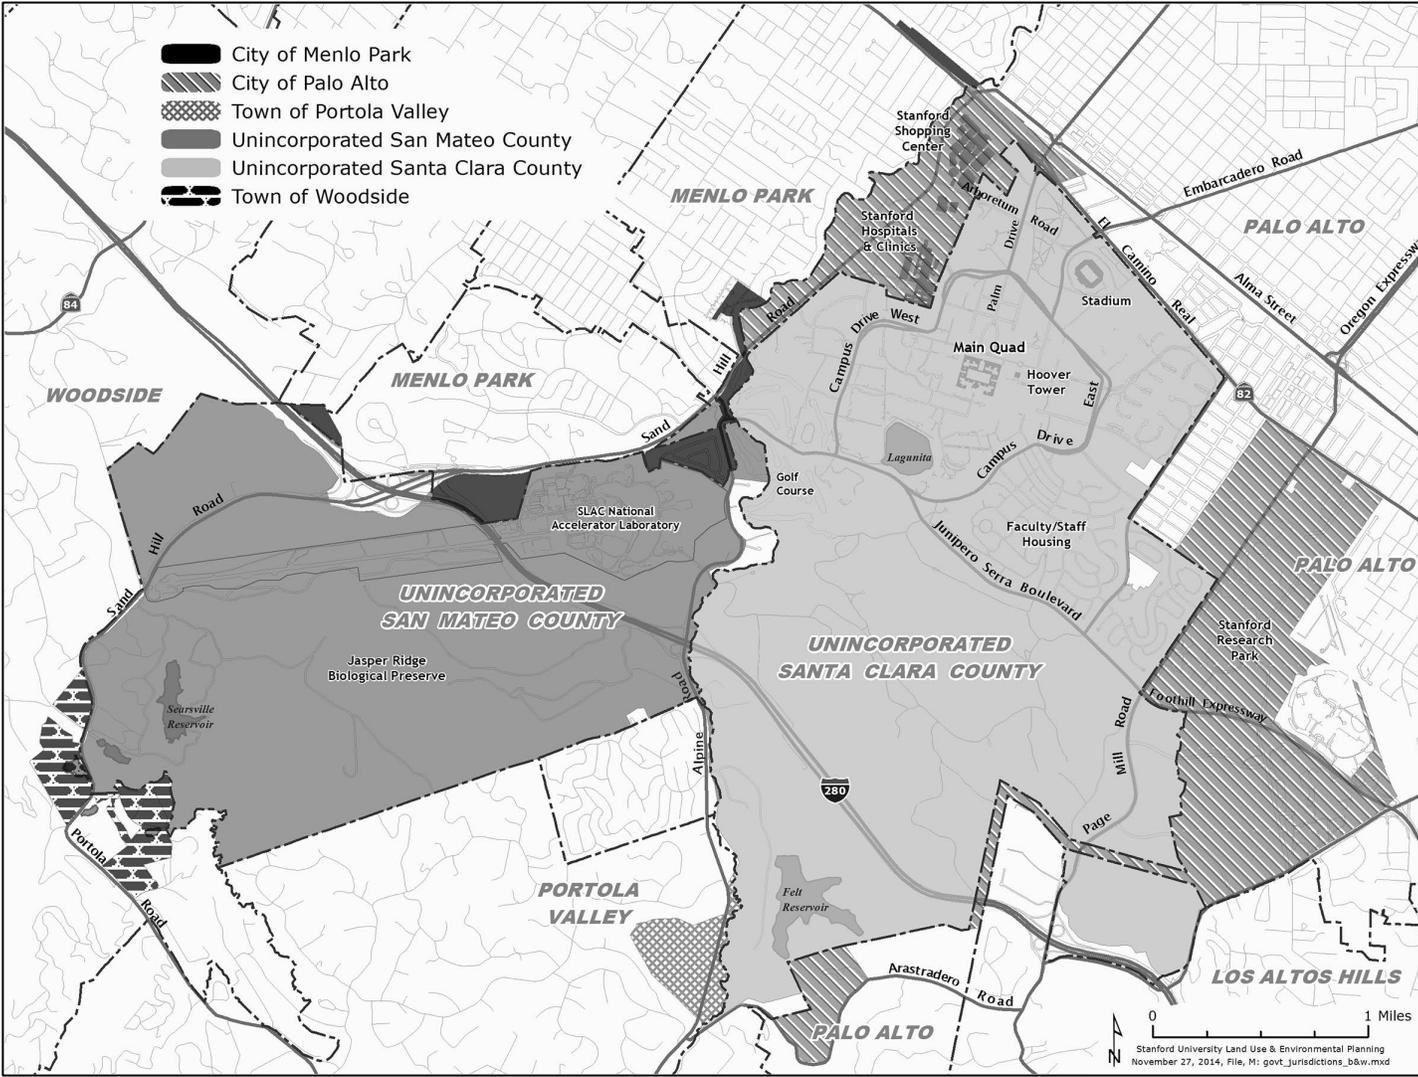 City of Menlo Park
City of Palo Alto
Town of Portola Valley
Unincorporated San Mateo County
Unincorporated Santa Clara County
Town of Woodside
Stanford
Shopping
Center
MENLO PARK
Embarcadero Road
Arboretum Road
Stanford
Hospitals
& Clinics
PALO ALTO
El Camino Real
Palm Drive
Alma Street
Oregon Expressw
84
Stadium
Sand Hill Road
Campus Drive West
Main Quad
Hoover
Tower
MENLO PARK
WOODSIDE
82
Campus Drive East
Lagunita
Golf
Course
Sand Hill Road
SLAC National
Accelerator Laboratory
Faculty/Staff
Housing
Junipero Serra Boulevard
PALO ALTO
UNINCORPORATED
SAN MATEO COUNTY
Stanford
Research
Park
UNINCORPORATED
SANTA CLARA COUNTY
Jasper Ridge
Biological Preserve
Searsville
Reservoir
Alpine Road
Foothill Expressway
Page Mill Road
280
Portola Road
PORTOLA
VALLEY
Felt
Reservoir
Arastradero Road
LOS ALTOS HILLS
PALO ALTO
0 1 Miles
N
Stanford University Land Use & Environmental Planning
November 27, 2014, File, M: govt_jurisdictions_b&w.mxd